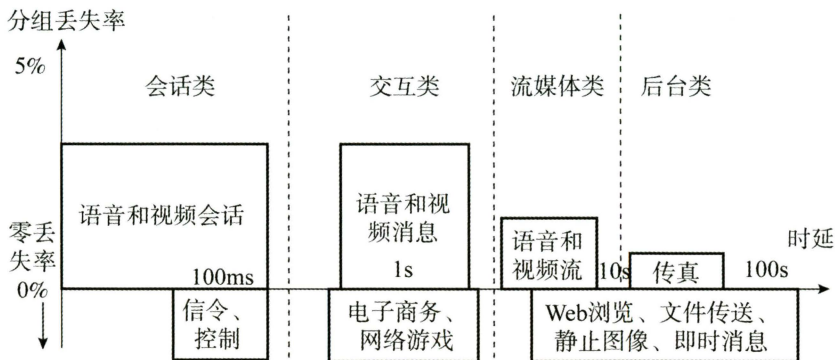 分组丢失率
5%
会话类
交互类
流媒体类
后台类
语音和视频会话
语音和视
频消息
语音和
视频流
零丢
失率
0%
100ms
1s
10s
传真
100s
时延
信令、
控制
电子商务、
网络游戏
Web浏览、文件传送、
静止图像、即时消息